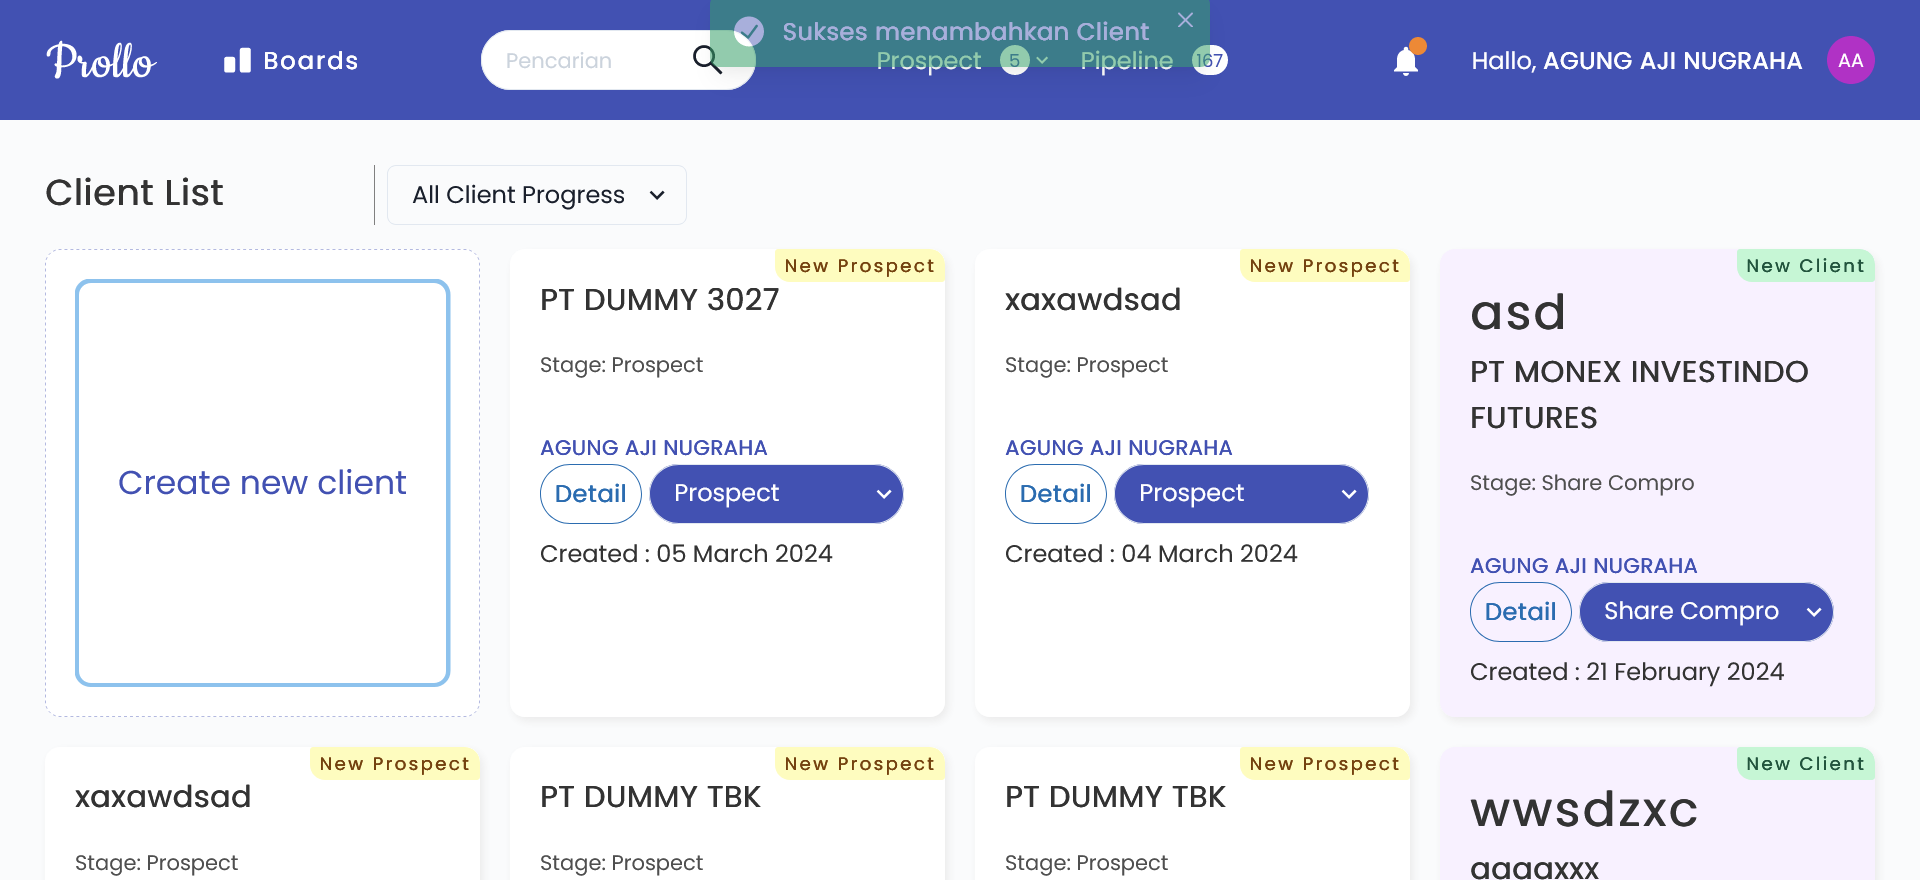 Prollo
Boards
Pencarian
Sukses menambahkan Client
Prospect 5
Pipeline 167
Hallo, AGUNG AJI NUGRAHA
AA
Client List
All Client Progress
Create new client
New Prospect
PT DUMMY 3027
Stage: Prospect
AGUNG AJI NUGRAHA
Detail
Prospect
Created : 05 March 2024
New Prospect
xaxawdsad
Stage: Prospect
AGUNG AJI NUGRAHA
Detail
Prospect
Created : 04 March 2024
New Client
asd
PT MONEX INVESTINDO
FUTURES
Stage: Share Compro
AGUNG AJI NUGRAHA
Detail
Share Compro
Created : 21 February 2024
New Prospect
xaxawdsad
Stage: Prospect
New Prospect
PT DUMMY TBK
Stage: Prospect
New Prospect
PT DUMMY TBK
Stage: Prospect
New Client
wwsdzxc